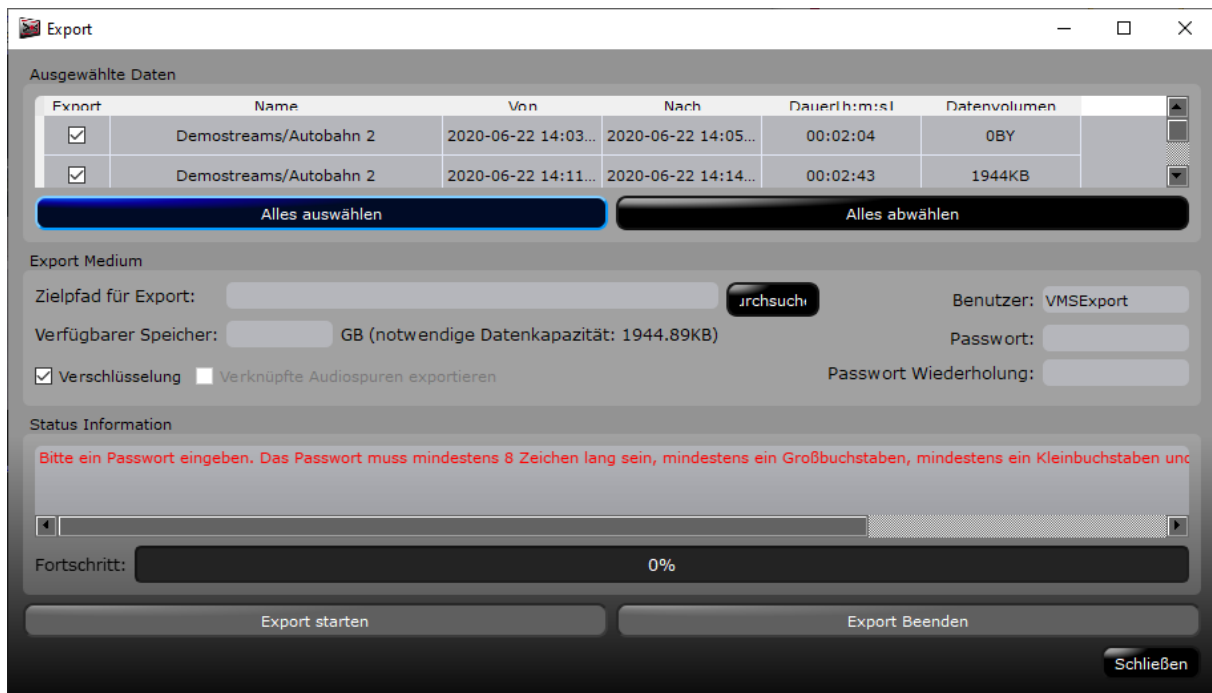 Export
Ausgewählte Daten
Export Name Von Nach Dauer[h:m:s] Datenvolumen
Demostreams/Autobahn 2 2020-06-22 14:03... 2020-06-22 14:05... 00:02:04 0BY
Demostreams/Autobahn 2 2020-06-22 14:11... 2020-06-22 14:14... 00:02:43 1944KB
Alles auswählen Alles abwählen
Export Medium
Zielpfad für Export: urchsuche Benutzer: VMSExport
Verfügbarer Speicher: GB (notwendige Datenkapazität: 1944.89KB) Passwort:
Verschlüsselung Verknüpfte Audiospuren exportieren Passwort Wiederholung:
Status Information
Bitte ein Passwort eingeben. Das Passwort muss mindestens 8 Zeichen lang sein, mindestens ein Großbuchstaben, mindestens ein Kleinbuchstaben und
Fortschritt: 0%
Export starten Export Beenden
Schließen